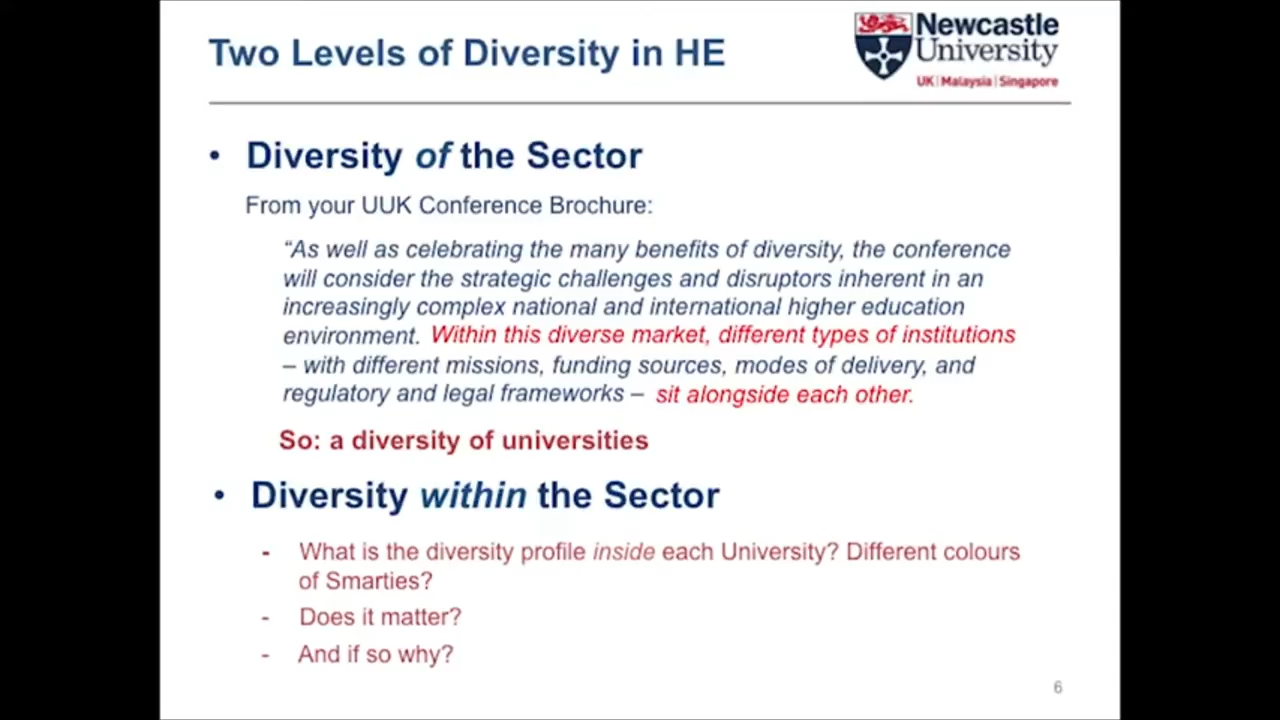 Two Levels of Diversity in HE
Newcastle
University
UK | Malaysia | Singapore
• Diversity of the Sector
From your UUK Conference Brochure:
“As well as celebrating the many benefits of diversity, the conference
will consider the strategic challenges and disruptors inherent in an
increasingly complex national and international higher education
environment. Within this diverse market, different types of institutions
– with different missions, funding sources, modes of delivery, and
regulatory and legal frameworks – sit alongside each other.
So: a diversity of universities
• Diversity within the Sector
- What is the diversity profile inside each University? Different colours
of Smarties?
- Does it matter?
- And if so why?
6